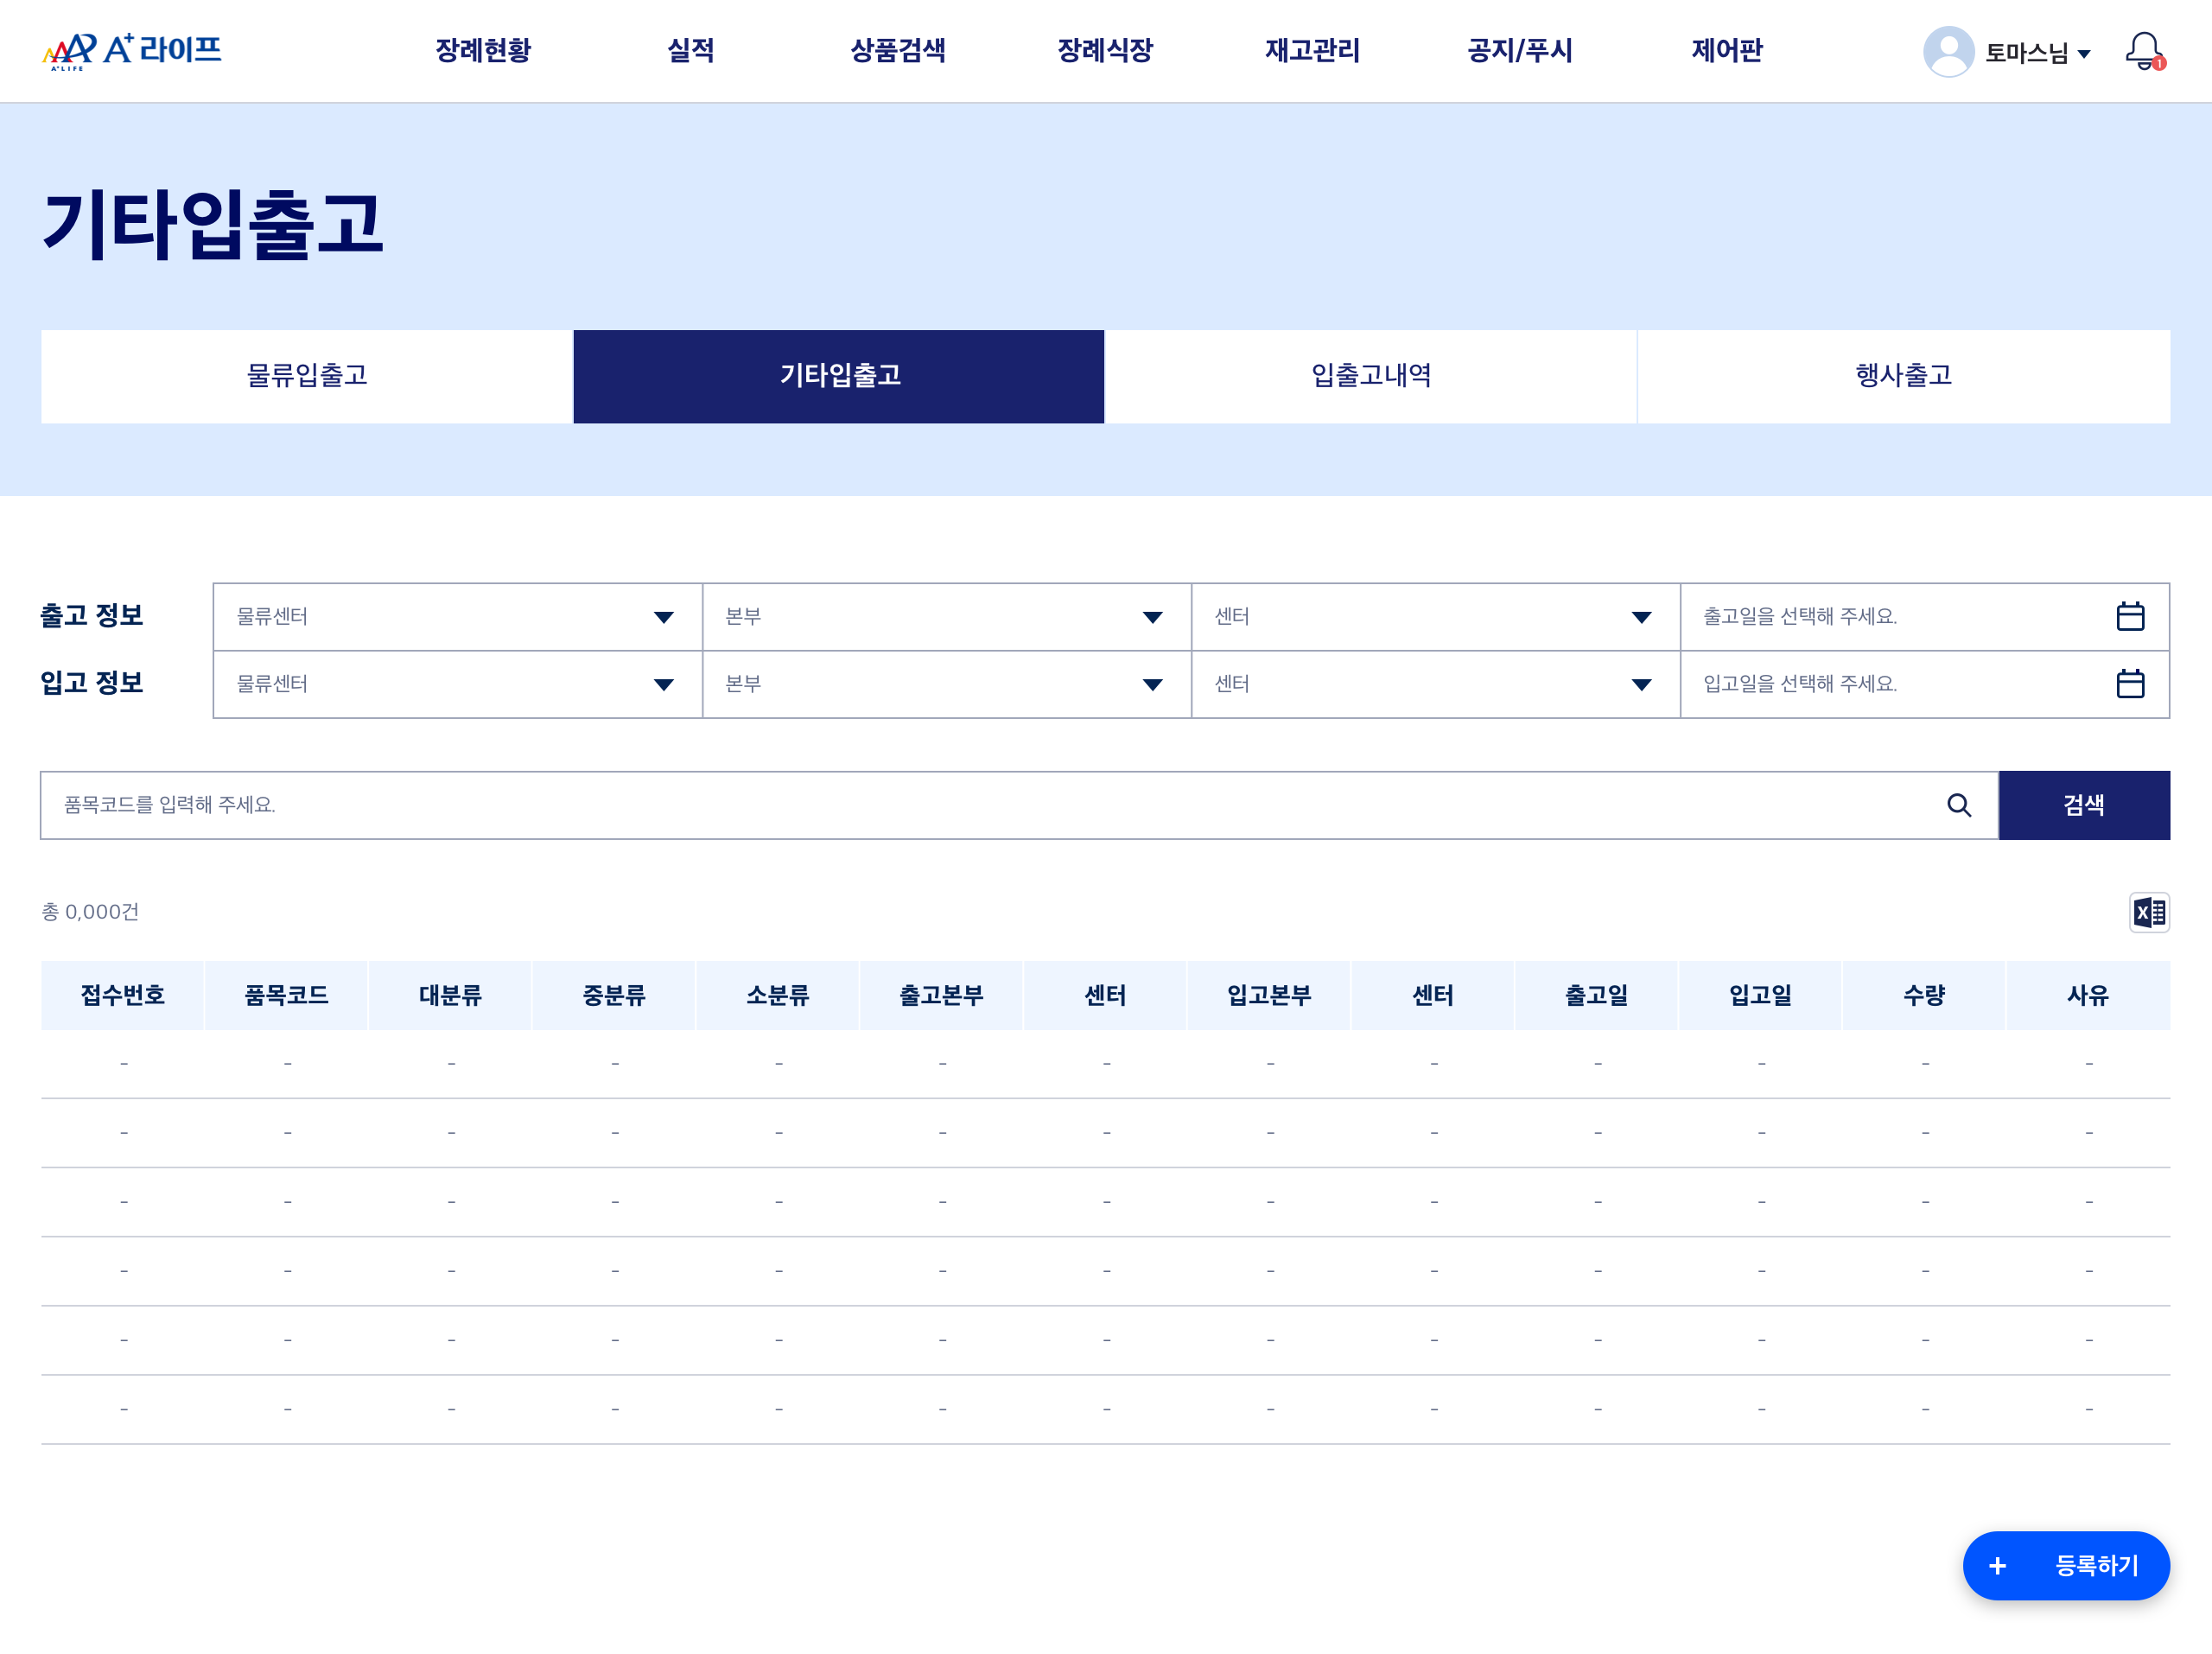 A+ 라이프 장례현황 실적 상품검색 장례식장 재고관리 공지/푸시 제어판 토마스님 1
A+ LIFE
기타입출고
물류입출고 기타입출고 입출고내역 행사출고
출고 정보 물류센터 본부 센터 출고일을 선택해 주세요.
입고 정보 물류센터 본부 센터 입고일을 선택해 주세요.
품목코드를 입력해 주세요. 검색
총 0,000건 X
접수번호 품목코드 대분류 중분류 소분류 출고본부 센터 입고본부 센터 출고일 입고일 수량 사유
- - - - - - - - - - - - -
- - - - - - - - - - - - -
- - - - - - - - - - - - -
- - - - - - - - - - - - -
- - - - - - - - - - - - -
- - - - - - - - - - - - -
+ 등록하기